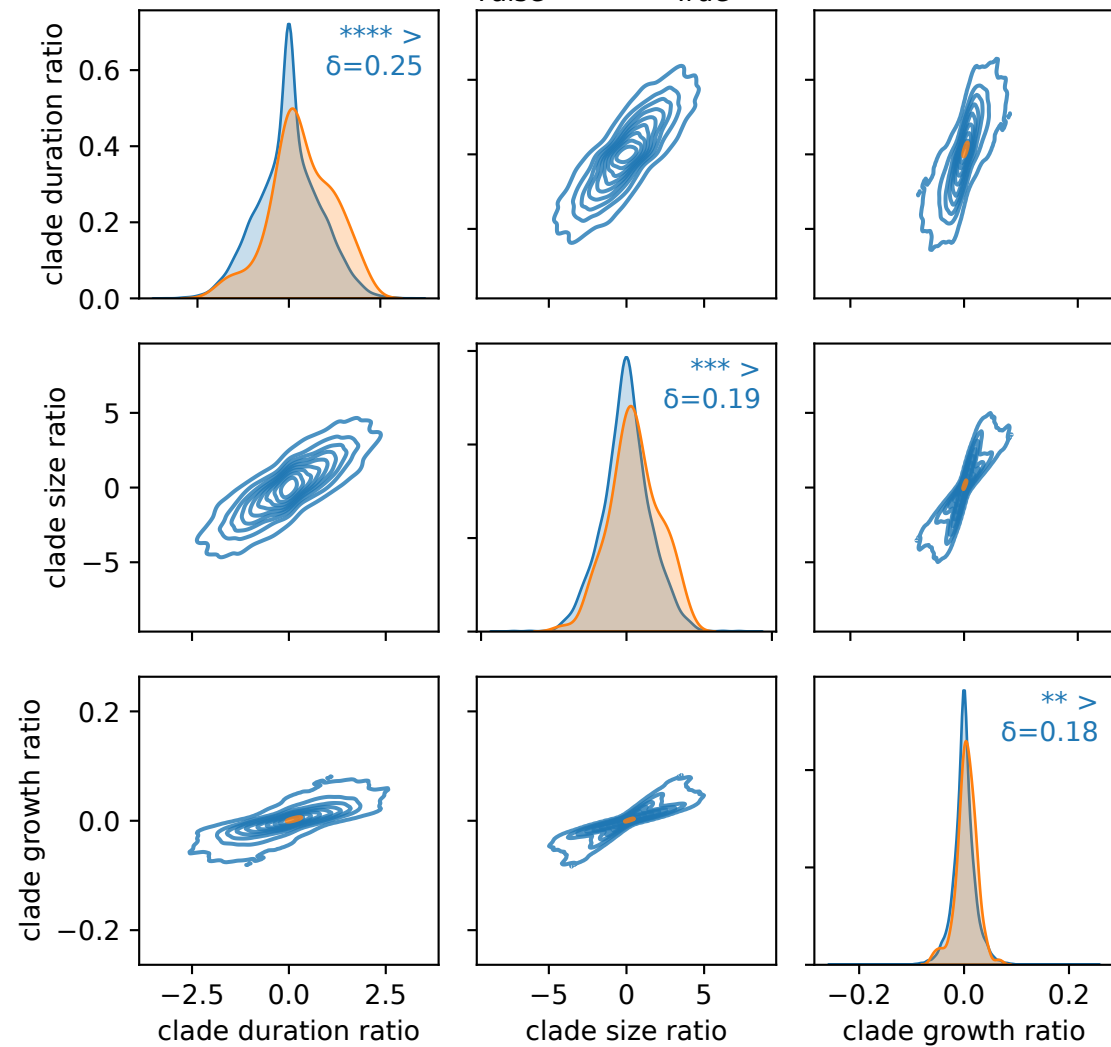 clade duration ratio
0.6
0.4
0.2
0.0
**** >
δ=0.25
clade size ratio
5
0
−5
*** >
δ=0.19
clade growth ratio
0.2
0.0
−0.2
** >
δ=0.18
−2.5 0.0 2.5
−5 0 5
−0.2 0.0 0.2
clade duration ratio
clade size ratio
clade growth ratio